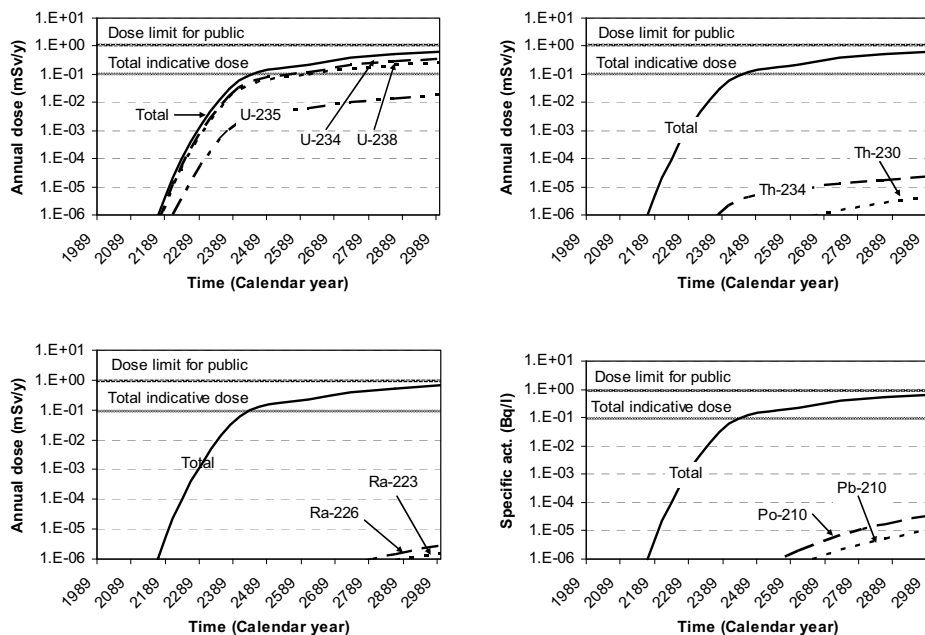 1.E+01
1.E+00
1.E-01
1.E-02
1.E-03
1.E-04
1.E-05
1.E-06
Annual dose (mSv/y)
Dose limit for public
Total indicative dose
Total
U-235
U-234
U-238
1989
2089
2189
2289
2389
2489
2589
2689
2789
2889
2989
Time (Calendar year)
1.E+01
1.E+00
1.E-01
1.E-02
1.E-03
1.E-04
1.E-05
1.E-06
Annual dose (mSv/y)
Dose limit for public
Total indicative dose
Total
Th-230
Th-234
1989
2089
2189
2289
2389
2489
2589
2689
2789
2889
2989
Time (Calendar year)
1.E+01
1.E+00
1.E-01
1.E-02
1.E-03
1.E-04
1.E-05
1.E-06
Annual dose (mSv/y)
Dose limit for public
Total indicative dose
Total
Ra-223
Ra-226
1989
2089
2189
2289
2389
2489
2589
2689
2789
2889
2989
Time (Calendar year)
1.E+01
1.E+00
1.E-01
1.E-02
1.E-03
1.E-04
1.E-05
1.E-06
Specific act. (Bq/l)
Dose limit for public
Total indicative dose
Total
Pb-210
Po-210
1989
2089
2189
2289
2389
2489
2589
2689
2789
2889
2989
Time (Calendar year)